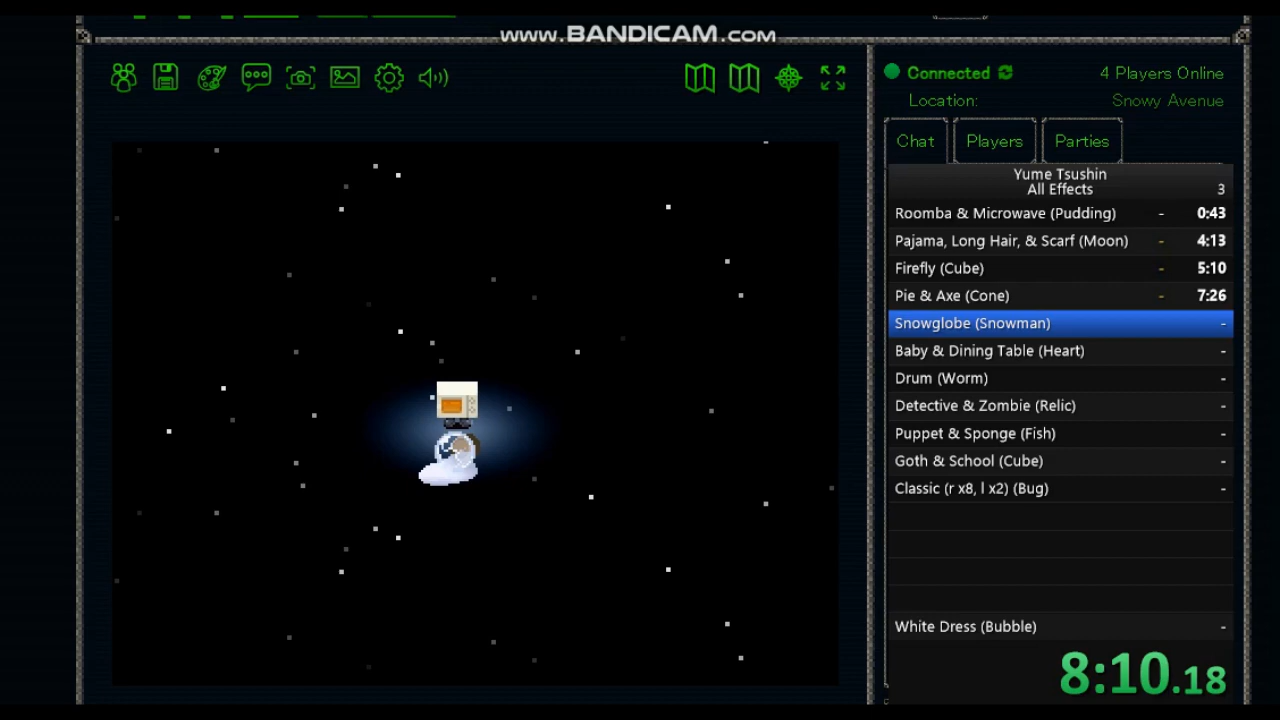 www.BANDICAM.com
Connected
4 Players Online
Location:
Snowy Avenue
Chat
Players
Parties
Yume Tsushin
All Effects
3
Roomba & Microwave (Pudding) - 0:43
Pajama, Long Hair, & Scarf (Moon) - 4:13
Firefly (Cube) - 5:10
Pie & Axe (Cone) - 7:26
Snowglobe (Snowman) -
Baby & Dining Table (Heart) -
Drum (Worm) -
Detective & Zombie (Relic) -
Puppet & Sponge (Fish) -
Goth & School (Cube) -
Classic (r x8, l x2) (Bug) -
White Dress (Bubble) -
8:10.18